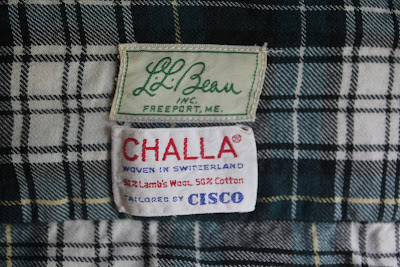 L.L. Bean
INC.
FREEPORT, ME.
CHALLA®
WOVEN IN SWITZERLAND
50% Lamb's Wool, 50% Cotton
TAILORED BY CISCO